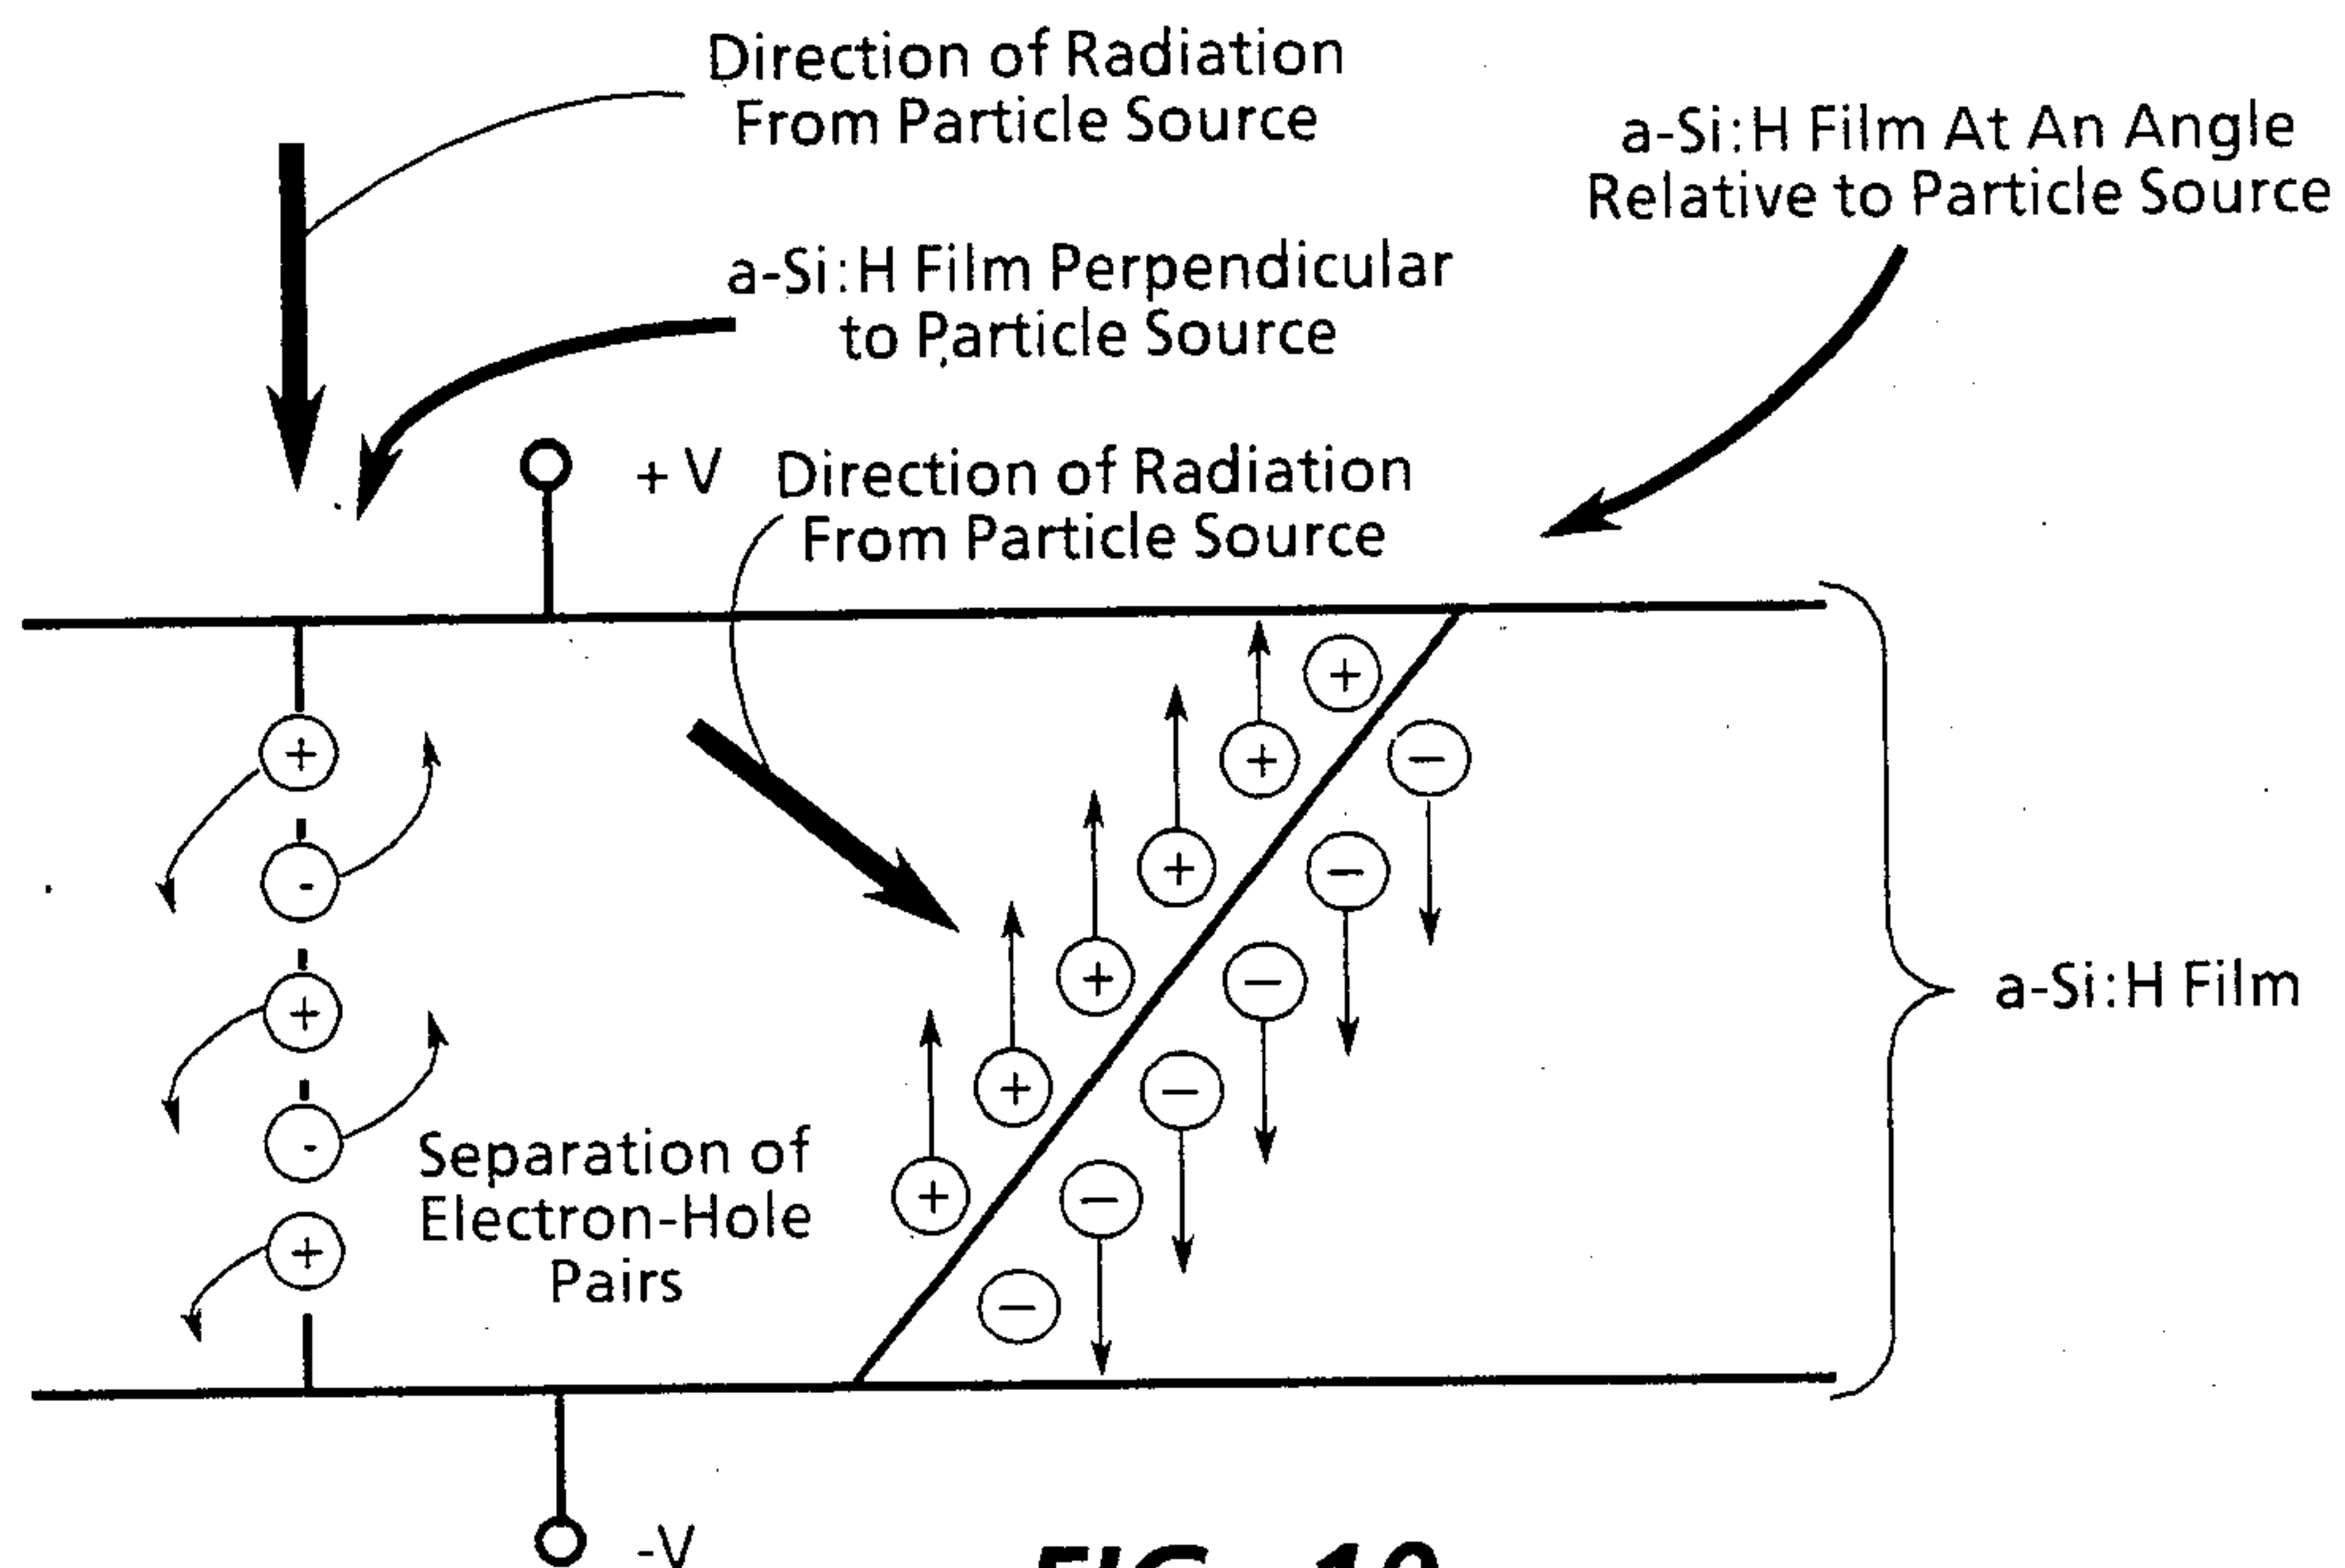 Direction of Radiation
From Particle Source
a-Si:H Film At An Angle
Relative to Particle Source
a-Si:H Film Perpendicular
to Particle Source
+ V
Direction of Radiation
From Particle Source
+
+
-
+
-
+
+
+
+
+
+
+
−
−
−
−
−
−
Separation of
Electron-Hole
Pairs
a-Si:H Film
-V